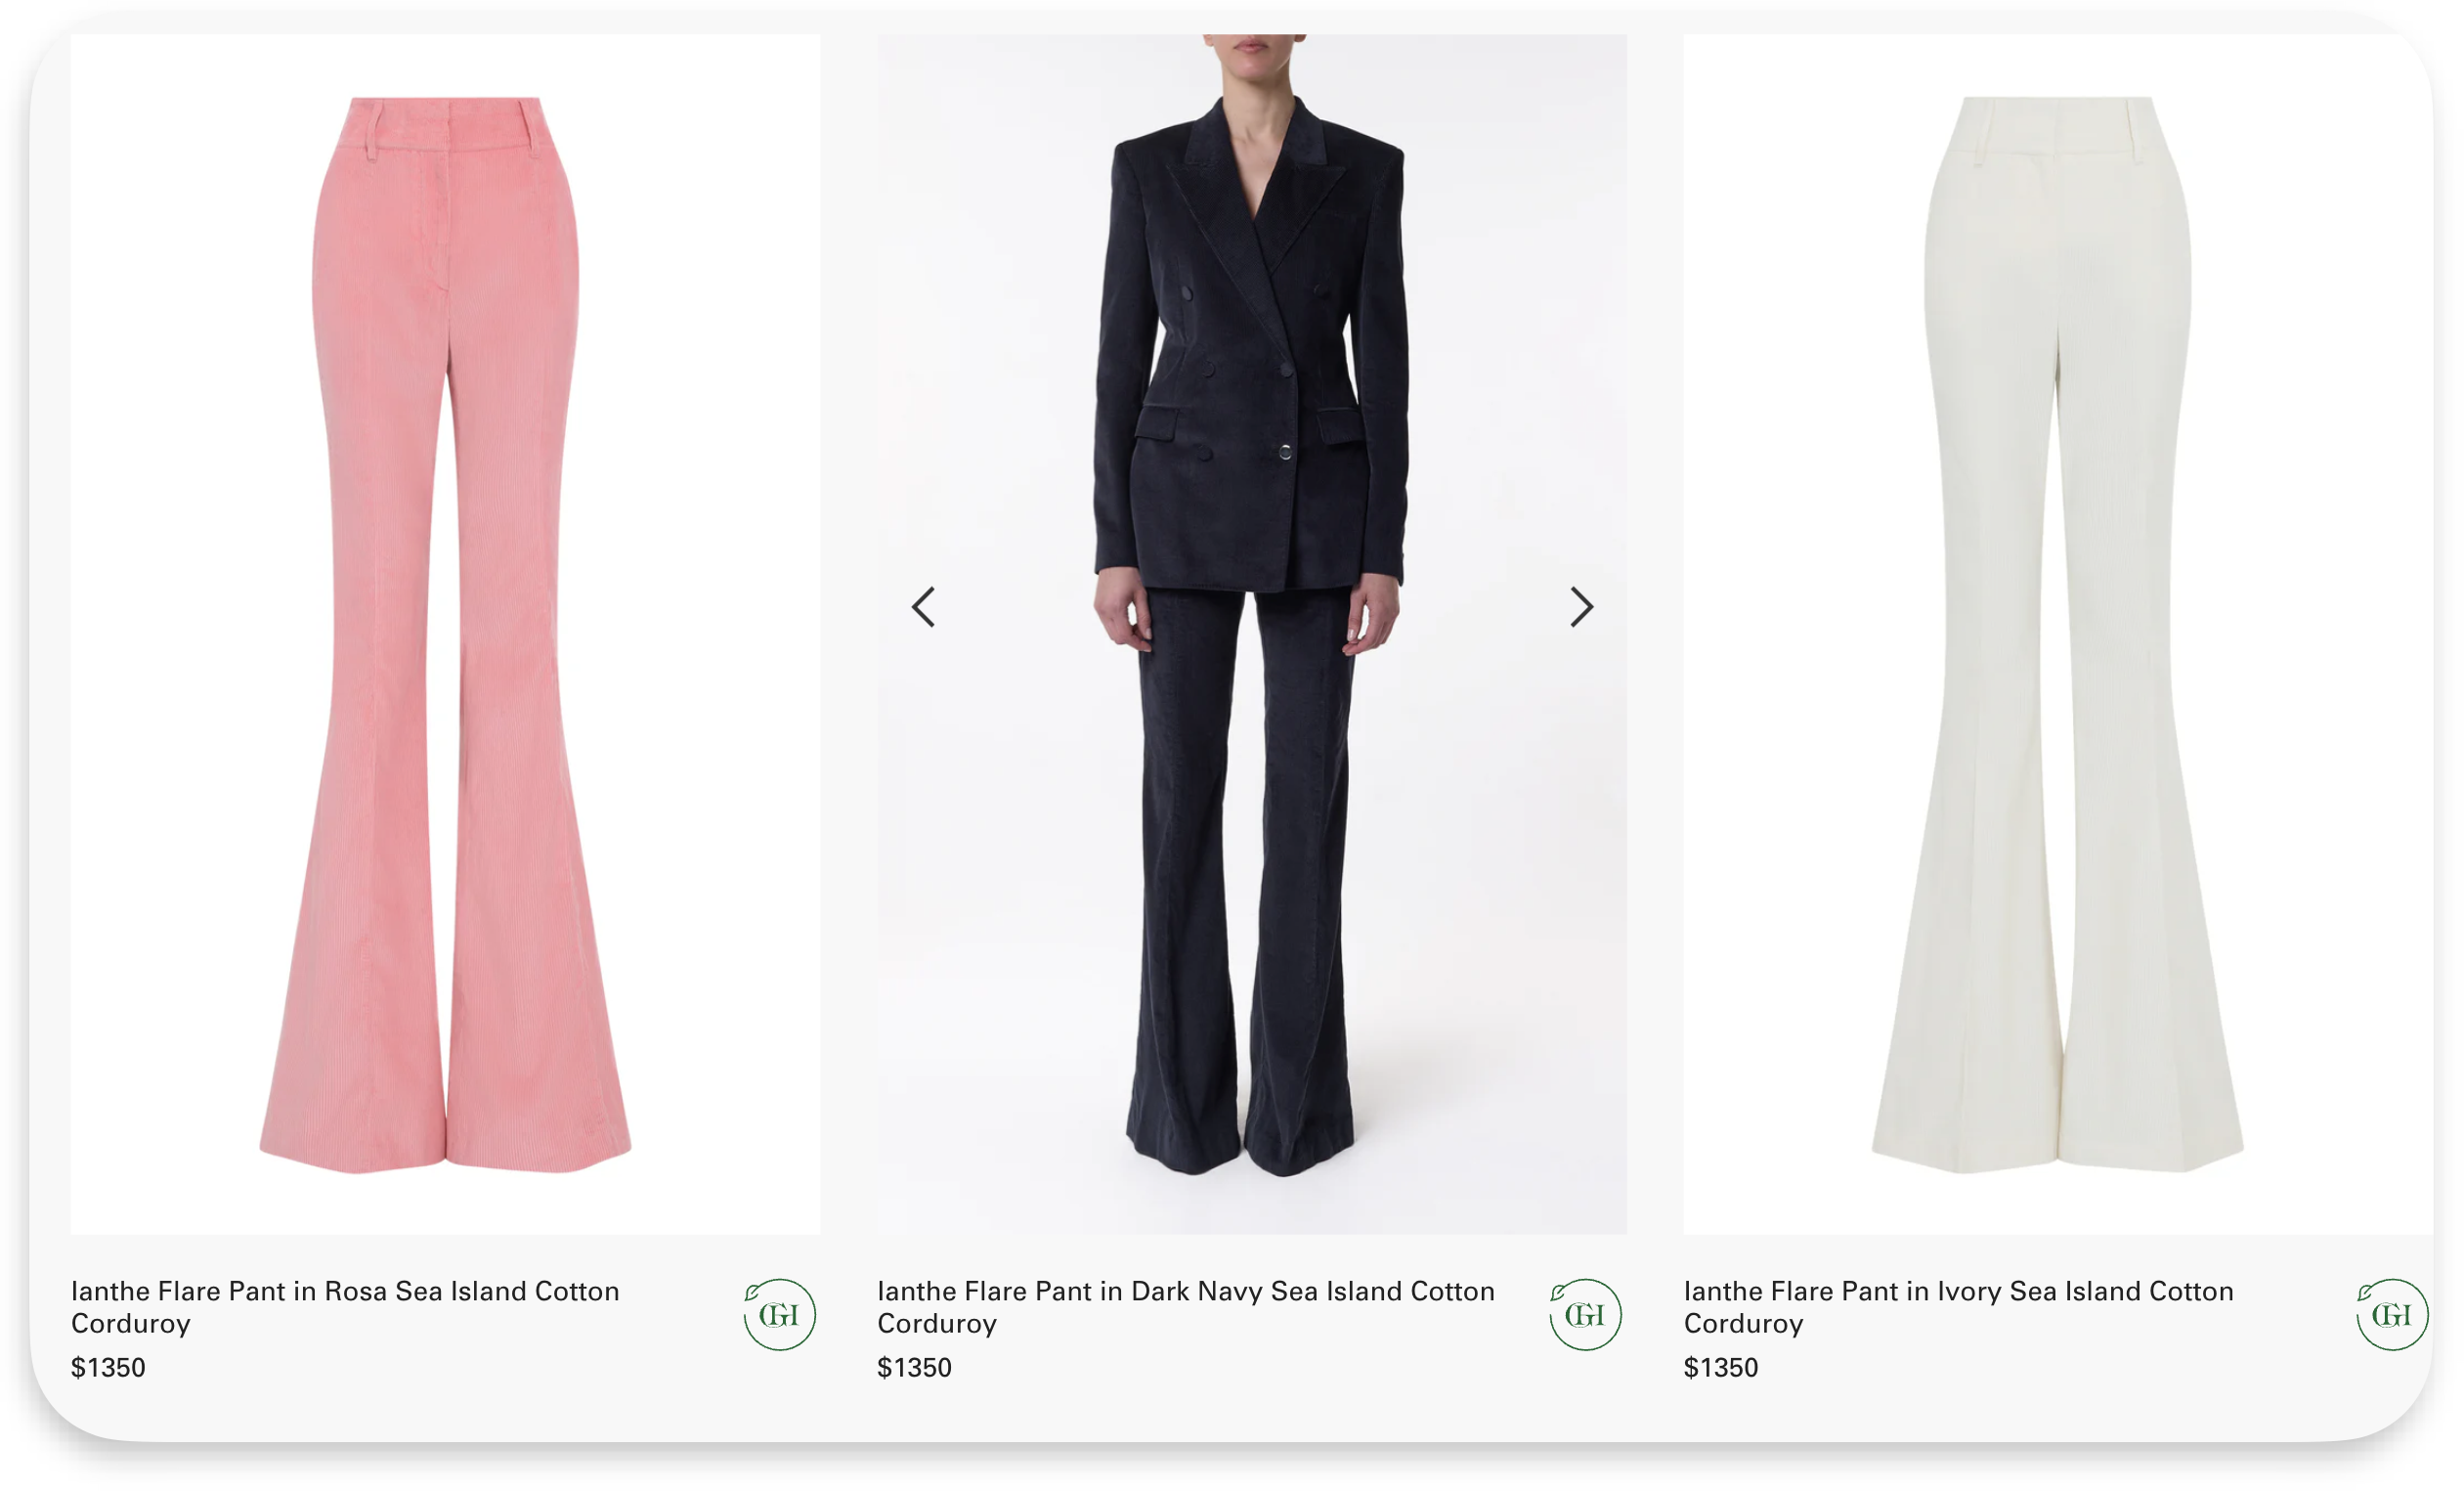 Ianthe Flare Pant in Rosa Sea Island Cotton
Corduroy
$1350
GH
Ianthe Flare Pant in Dark Navy Sea Island Cotton
Corduroy
$1350
GH
Ianthe Flare Pant in Ivory Sea Island Cotton
Corduroy
$1350
GH